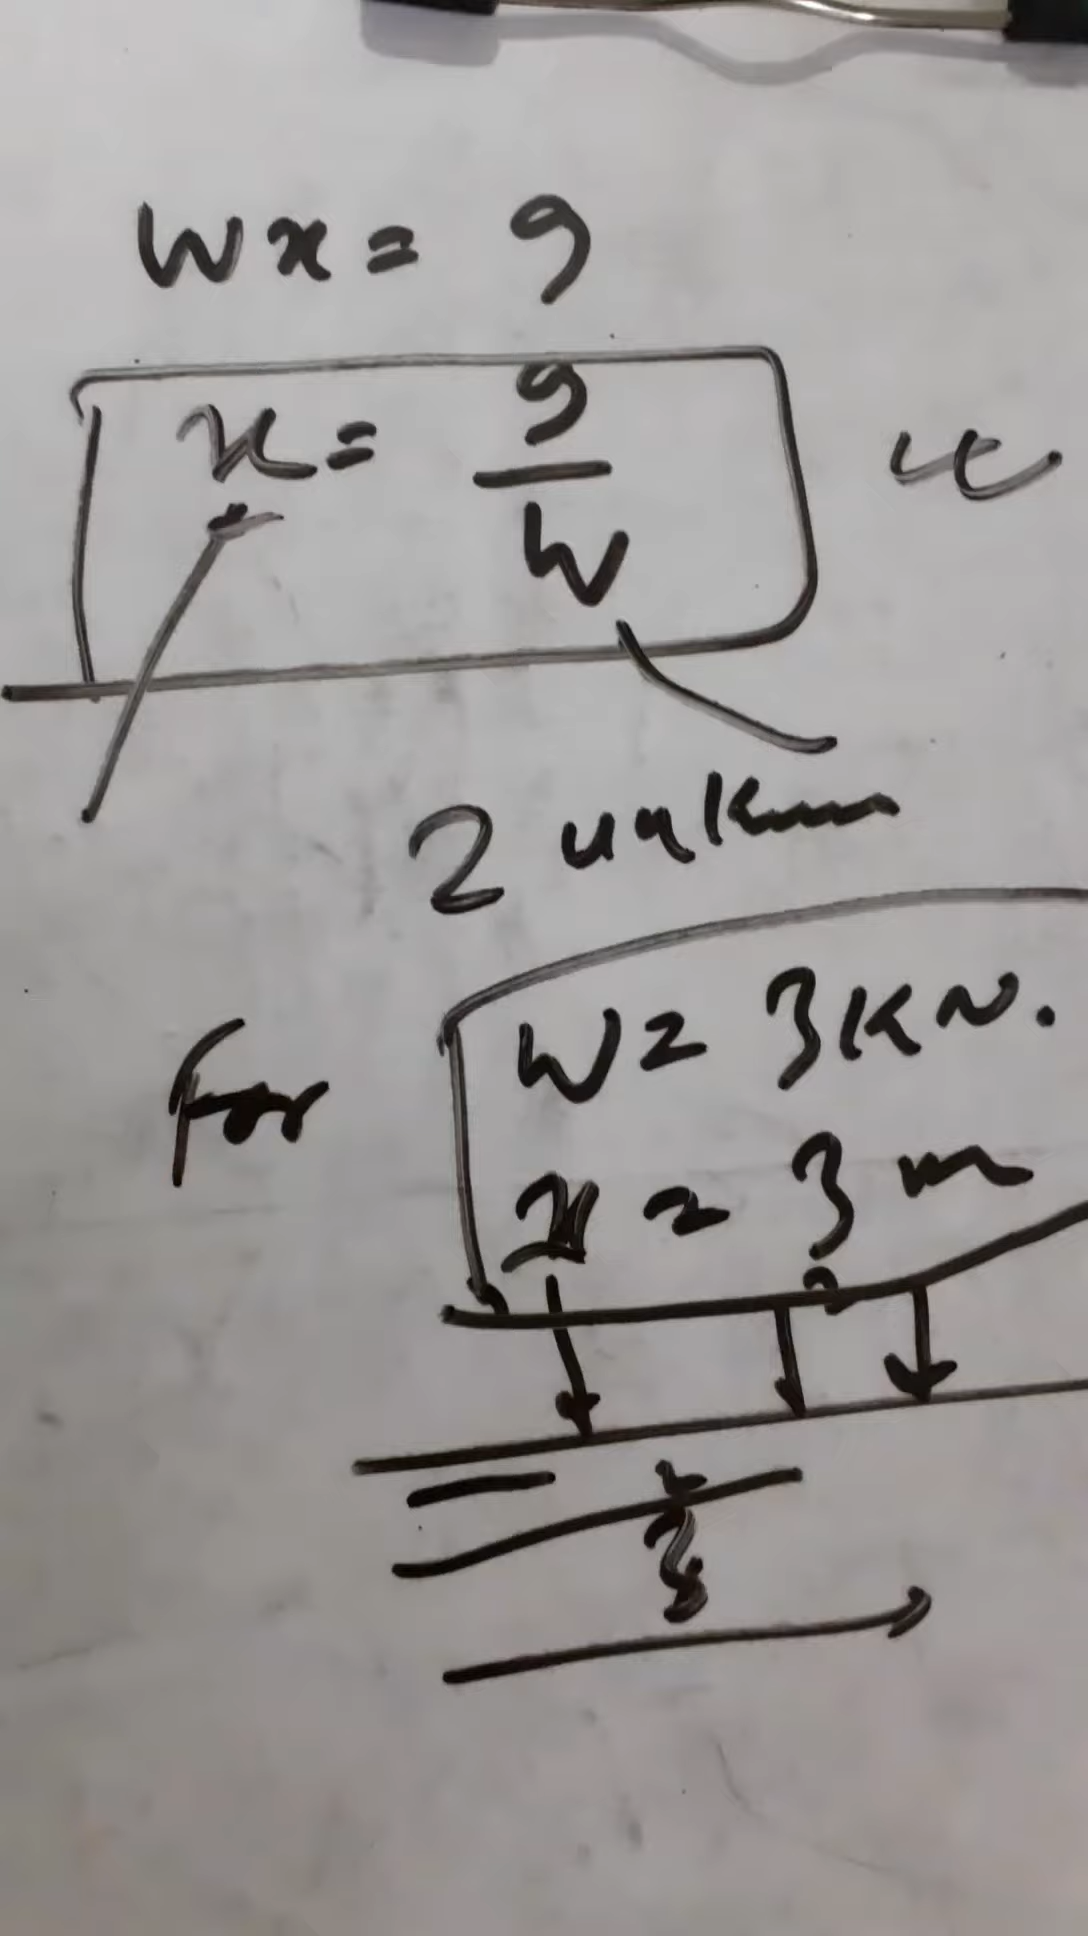 Wx = 9
x = 9/W
2 unknown
For
W = 3KN.
x = 3m